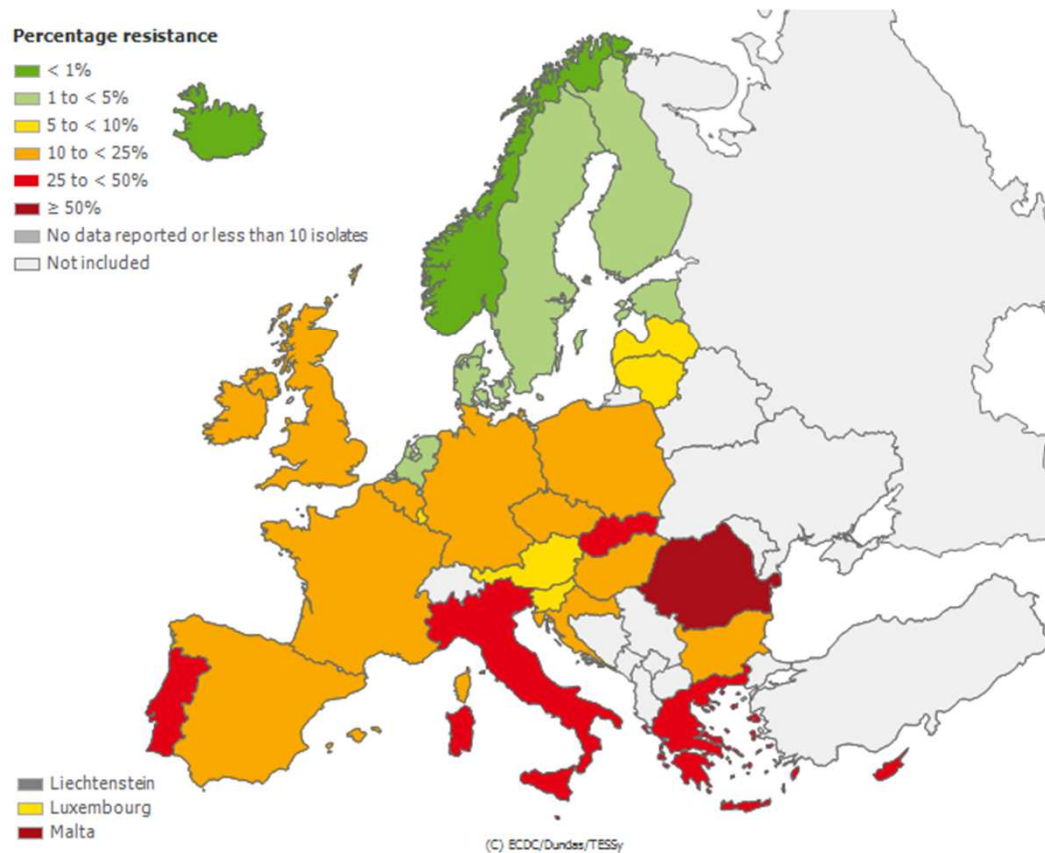 Percentage resistance
< 1%
1 to < 5%
5 to < 10%
10 to < 25%
25 to < 50%
≥ 50%
No data reported or less than 10 isolates
Not included
Liechtenstein
Luxembourg
Malta
(C) ECDC/Dundas/TESSy